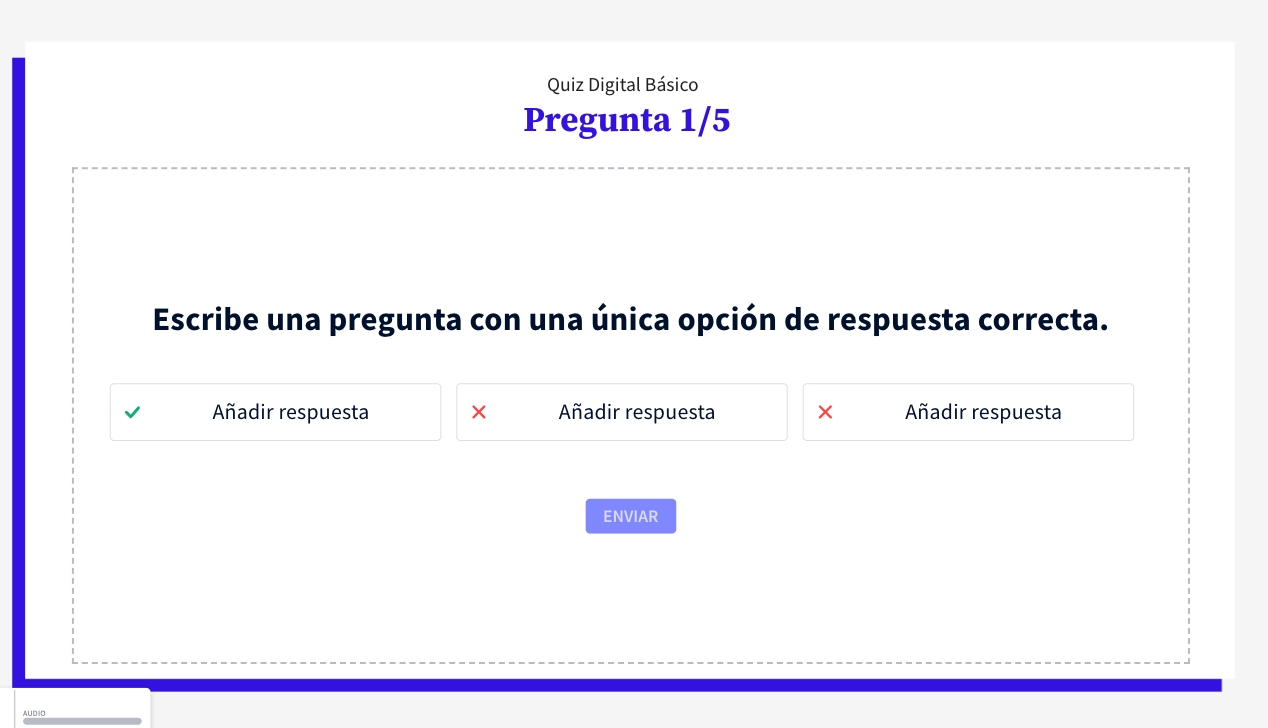 Quiz Digital Básico
Pregunta 1/5
Escribe una pregunta con una única opción de respuesta correcta.
Añadir respuesta
Añadir respuesta
Añadir respuesta
ENVIAR
AUDIO